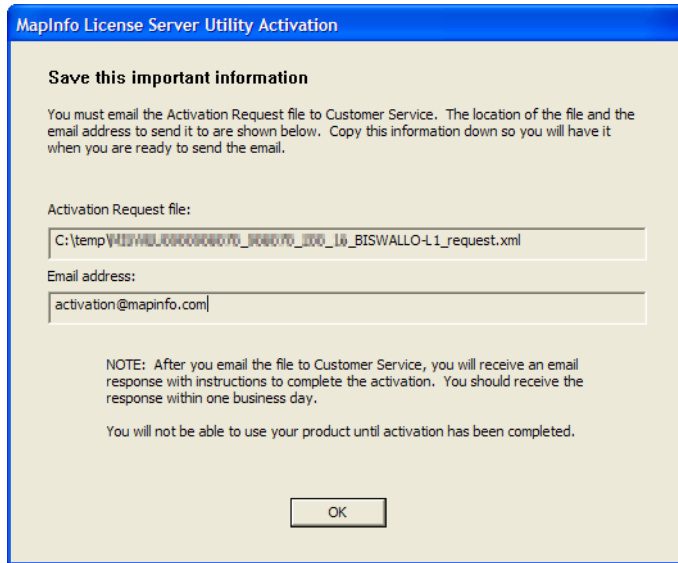 MapInfo License Server Utility Activation
Save this important information
You must email the Activation Request file to Customer Service. The location of the file and the
email address to send it to are shown below. Copy this information down so you will have it
when you are ready to send the email.
Activation Request file:
C:\temp\ _BISWALLO-L1_request.xml
Email address:
activation@mapinfo.com
NOTE: After you email the file to Customer Service, you will receive an email
response with instructions to complete the activation. You should receive the
response within one business day.
You will not be able to use your product until activation has been completed.
OK